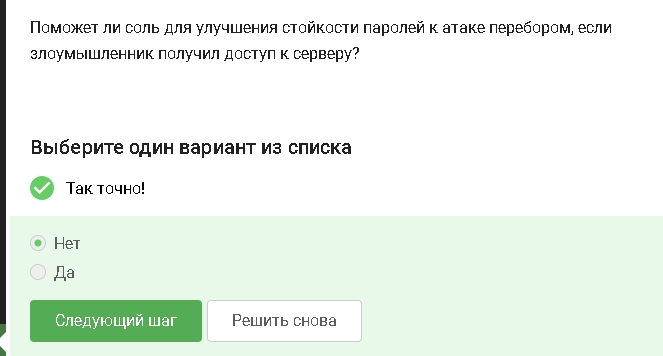 Поможет ли соль для улучшения стойкости паролей к атаке перебором, если
злоумышленник получил доступ к серверу?
Выберите один вариант из списка
Так точно!
Нет
Да
Следующий шаг
Решить снова